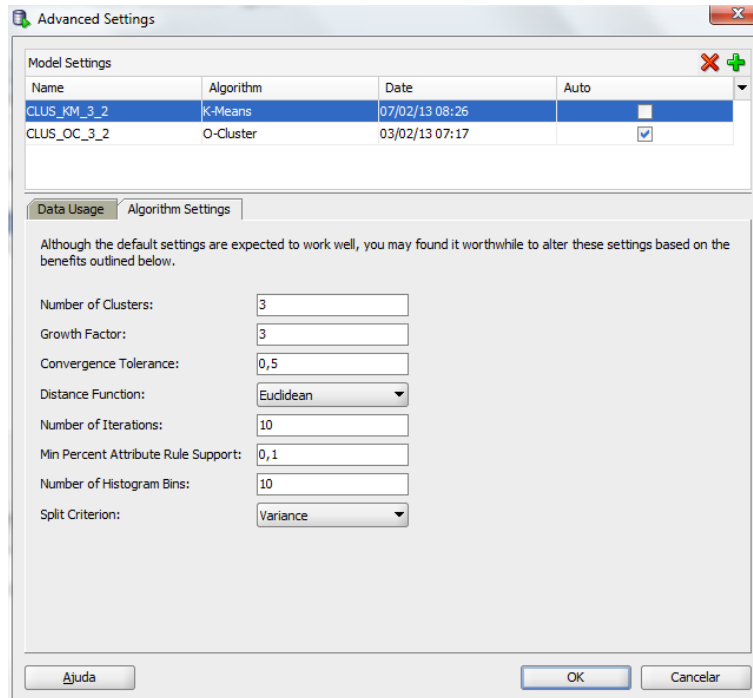 Advanced Settings
Model Settings
Name Algorithm Date Auto
CLUS_KM_3_2 K-Means 07/02/13 08:26
CLUS_OC_3_2 O-Cluster 03/02/13 07:17
Data Usage Algorithm Settings
Although the default settings are expected to work well, you may found it worthwhile to alter these settings based on the
benefits outlined below.
Number of Clusters: 3
Growth Factor: 3
Convergence Tolerance: 0,5
Distance Function: Euclidean
Number of Iterations: 10
Min Percent Attribute Rule Support: 0,1
Number of Histogram Bins: 10
Split Criterion: Variance
Ajuda OK Cancelar